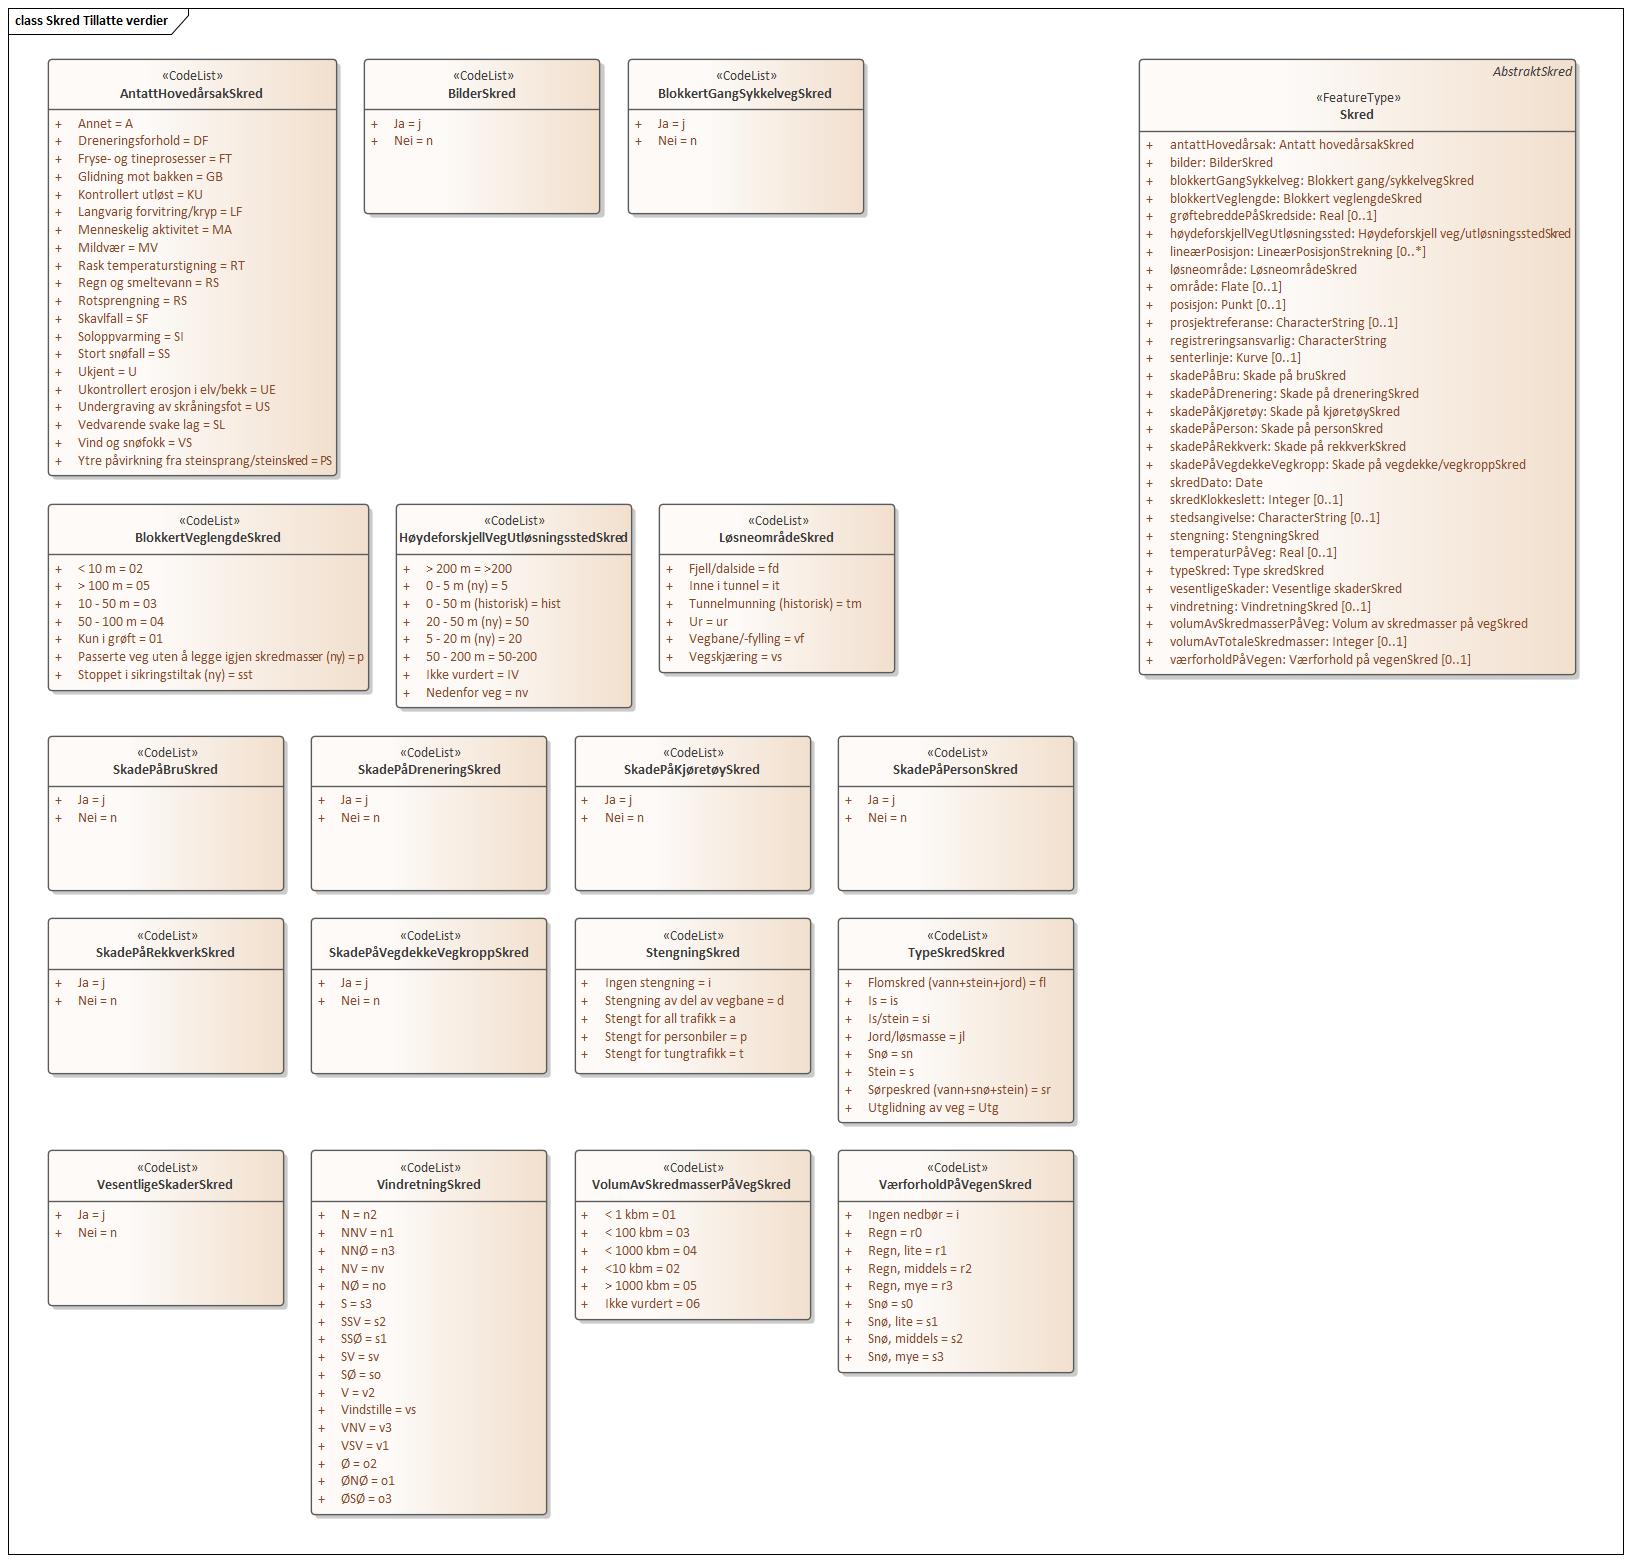 class Skred Tillatte verdier
«CodeList»
AntattHovedårsakSkred
+ Annet = A
+ Dreneringsforhold = DF
+ Fryse- og tineprosesser = FT
+ Glidning mot bakken = GB
+ Kontrollert utløst = KU
+ Langvarig forvitring/kryp = LF
+ Menneskelig aktivitet = MA
+ Mildvær = MV
+ Rask temperaturstigning = RT
+ Regn og smeltevann = RS
+ Rotsprengning = RS
+ Skavlfall = SF
+ Soloppvarming = SI
+ Stort snøfall = SS
+ Ukjent = U
+ Ukontrollert erosjon i elv/bekk = UE
+ Undergraving av skråningsfot = US
+ Vedvarende svake lag = SL
+ Vind og snøfokk = VS
+ Ytre påvirkning fra steinsprang/steinskred = PS
«CodeList»
BilderSkred
+ Ja = j
+ Nei = n
«CodeList»
BlokkertGangSykkelvegSkred
+ Ja = j
+ Nei = n
AbstraktSkred
«FeatureType»
Skred
+ antattHovedårsak: Antatt hovedårsakSkred
+ bilder: BilderSkred
+ blokkertGangSykkelveg: Blokkert gang/sykkelvegSkred
+ blokkertVeglengde: Blokkert veglengdeSkred
+ grøftebreddePåSkredside: Real [0..1]
+ høydeforskjellVegUtløsningssted: Høydeforskjell veg/utløsningsstedSkred
+ lineærPosisjon: LineærPosisjonStrekning [0..*]
+ løsneområde: LøsneområdeSkred
+ område: Flate [0..1]
+ posisjon: Punkt [0..1]
+ prosjektreferanse: CharacterString [0..1]
+ registreringsansvarlig: CharacterString
+ senterlinje: Kurve [0..1]
+ skadePåBru: Skade på bruSkred
+ skadePåDrenering: Skade på dreneringSkred
+ skadePåKjøretøy: Skade på kjøretøySkred
+ skadePåPerson: Skade på personSkred
+ skadePåRekkverk: Skade på rekkverkSkred
+ skadePåVegdekkeVegkropp: Skade på vegdekke/vegkroppSkred
+ skredDato: Date
+ skredKlokkeslett: Integer [0..1]
+ stedsangivelse: CharacterString [0..1]
+ stengning: StengningSkred
+ temperaturPåVeg: Real [0..1]
+ typeSkred: Type skredSkred
+ vesentligeSkader: Vesentlige skaderSkred
+ vindretning: VindretningSkred [0..1]
+ volumAvSkredmasserPåVeg: Volum av skredmasser på vegSkred
+ volumAvTotaleSkredmasser: Integer [0..1]
+ værforholdPåVegen: Værforhold på vegenSkred [0..1]
«CodeList»
BlokkertVeglengdeSkred
+ < 10 m = 02
+ > 100 m = 05
+ 10 - 50 m = 03
+ 50 - 100 m = 04
+ Kun i grøft = 01
+ Passerte veg uten å legge igjen skredmasser (ny) = p
+ Stoppet i sikringstiltak (ny) = sst
«CodeList»
HøydeforskjellVegUtløsningsstedSkred
+ > 200 m = >200
+ 0 - 5 m (ny) = 5
+ 0 - 50 m (historisk) = hist
+ 20 - 50 m (ny) = 50
+ 5 - 20 m (ny) = 20
+ 50 - 200 m = 50-200
+ Ikke vurdert = IV
+ Nedenfor veg = nv
«CodeList»
LøsneområdeSkred
+ Fjell/dalside = fd
+ Inne i tunnel = it
+ Tunnelmunning (historisk) = tm
+ Ur = ur
+ Vegbane/-fylling = vf
+ Vegskjæring = vs
«CodeList»
SkadePåBruSkred
+ Ja = j
+ Nei = n
«CodeList»
SkadePåDreneringSkred
+ Ja = j
+ Nei = n
«CodeList»
SkadePåKjøretøySkred
+ Ja = j
+ Nei = n
«CodeList»
SkadePåPersonSkred
+ Ja = j
+ Nei = n
«CodeList»
SkadePåRekkverkSkred
+ Ja = j
+ Nei = n
«CodeList»
SkadePåVegdekkeVegkroppSkred
+ Ja = j
+ Nei = n
«CodeList»
StengningSkred
+ Ingen stengning = i
+ Stengning av del av vegbane = d
+ Stengt for all trafikk = a
+ Stengt for personbiler = p
+ Stengt for tungtrafikk = t
«CodeList»
TypeSkredSkred
+ Flomskred (vann+stein+jord) = fl
+ Is = is
+ Is/stein = si
+ Jord/løsmasse = jl
+ Snø = sn
+ Stein = s
+ Sørpeskred (vann+snø+stein) = sr
+ Utglidning av veg = Utg
«CodeList»
VesentligeSkaderSkred
+ Ja = j
+ Nei = n
«CodeList»
VindretningSkred
+ N = n2
+ NNV = n1
+ NNØ = n3
+ NV = nv
+ NØ = no
+ S = s3
+ SSV = s2
+ SSØ = s1
+ SV = sv
+ SØ = so
+ V = v2
+ Vindstille = vs
+ VNV = v3
+ VSV = v1
+ Ø = o2
+ ØNØ = o1
+ ØSØ = o3
«CodeList»
VolumAvSkredmasserPåVegSkred
+ < 1 kbm = 01
+ < 100 kbm = 03
+ < 1000 kbm = 04
+ <10 kbm = 02
+ > 1000 kbm = 05
+ Ikke vurdert = 06
«CodeList»
VærforholdPåVegenSkred
+ Ingen nedbør = i
+ Regn = r0
+ Regn, lite = r1
+ Regn, middels = r2
+ Regn, mye = r3
+ Snø = s0
+ Snø, lite = s1
+ Snø, middels = s2
+ Snø, mye = s3